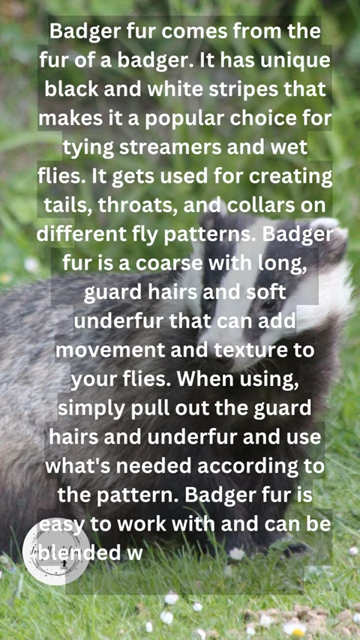 Badger fur comes from the
fur of a badger. It has unique
black and white stripes that
makes it a popular choice for
tying streamers and wet
flies. It gets used for creating
tails, throats, and collars on
different fly patterns. Badger
fur is a coarse with long,
guard hairs and soft
underfur that can add
movement and texture to
your flies. When using,
simply pull out the guard
hairs and underfur and use
what's needed according to
the pattern. Badger fur is
easy to work with and can be
blended w